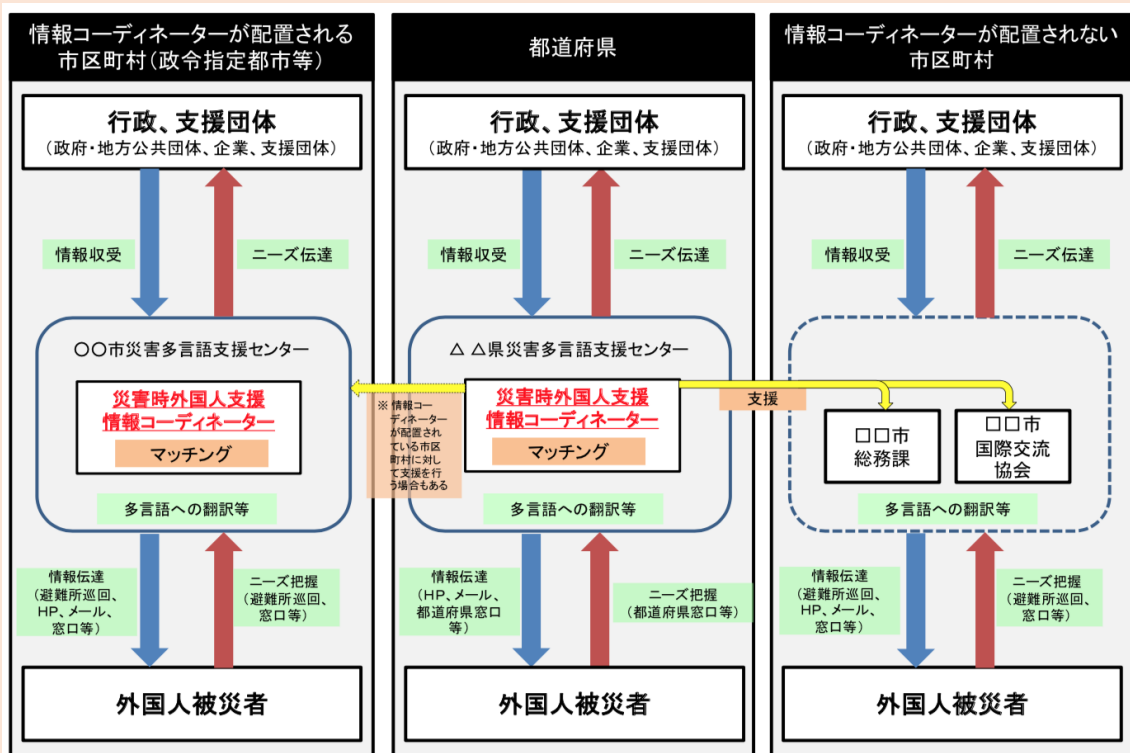 情報コーディネーターが配置される
市区町村(政令指定都市等)
行政、支援団体
(政府・地方公共団体、企業、支援団体)
情報収受
ニーズ伝達
〇〇市災害多言語支援センター
災害時外国人支援
情報コーディネーター
マッチング
多言語への翻訳等
情報伝達
(避難所巡回、
HP、メール、
窓口等)
ニーズ把握
(避難所巡回、
窓口等)
外国人被災者
都道府県
行政、支援団体
(政府・地方公共団体、企業、支援団体)
情報収受
ニーズ伝達
△ △県災害多言語支援センター
災害時外国人支援
情報コーディネーター
マッチング
※ 情報コー
ディネーター
が配置され
ている市区
町村に対し
て支援を行
う場合もある
多言語への翻訳等
情報伝達
(HP、メール、
都道府県窓口
等)
ニーズ把握
(都道府県窓口等)
外国人被災者
情報コーディネーターが配置されない
市区町村
行政、支援団体
(政府・地方公共団体、企業、支援団体)
情報収受
ニーズ伝達
支援
□□市
総務課
□□市
国際交流
協会
多言語への翻訳等
情報伝達
(避難所巡回、
HP、メール、
窓口等)
ニーズ把握
(避難所巡回、
窓口等)
外国人被災者